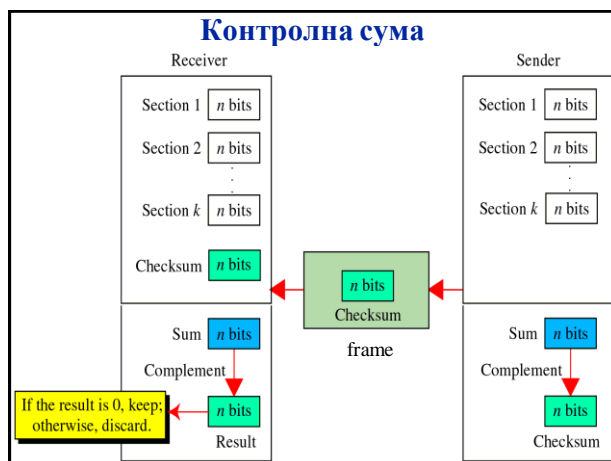 Контролна сума
Receiver
Section 1 n bits
Section 2 n bits
Section k n bits
Checksum n bits
Sum n bits
Complement
n bits
Result
If the result is 0, keep;
otherwise, discard.
n bits
Checksum
frame
Sender
Section 1 n bits
Section 2 n bits
Section k n bits
Sum n bits
Complement
n bits
Checksum